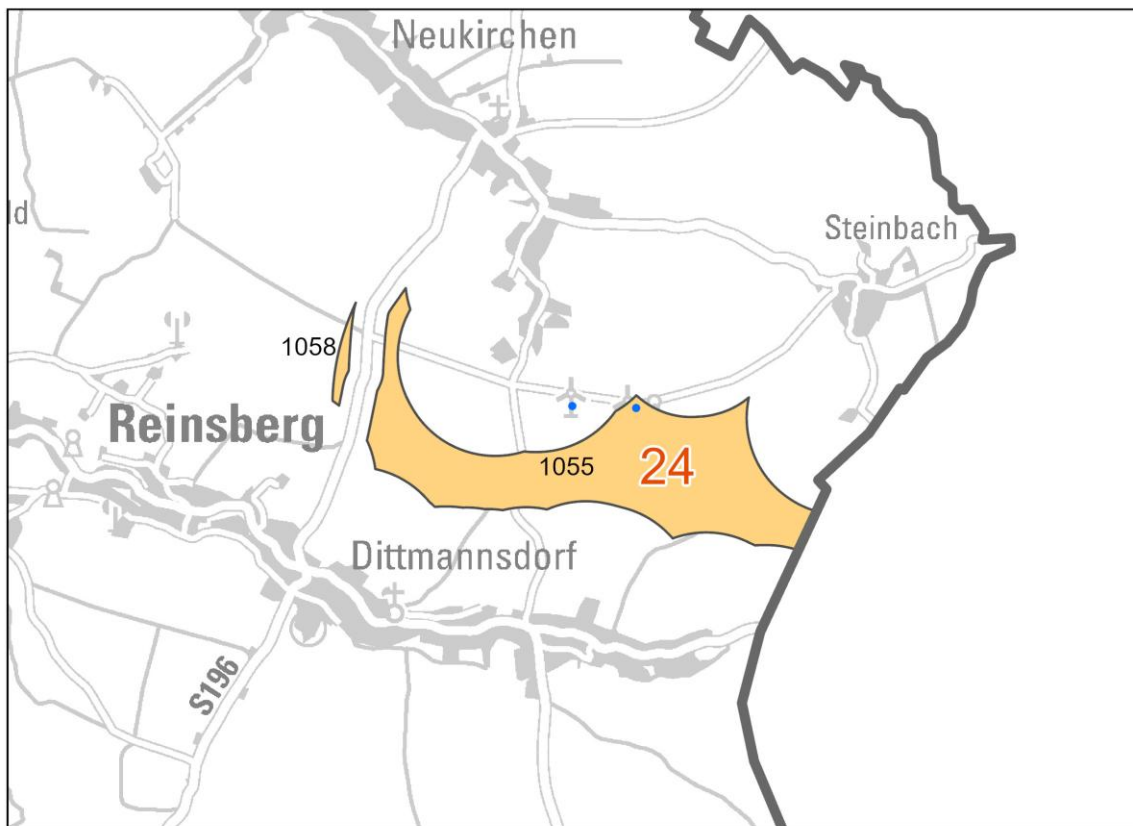 Neukirchen
ld
Steinbach
1058
Reinsberg
1055
24
Dittmannsdorf
S196